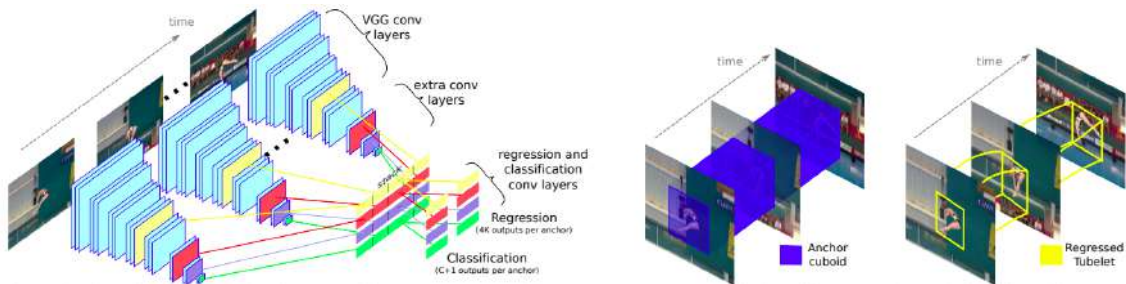 time
VGG conv
layers
extra conv
layers
regression and
classification
conv layers
stack
Regression
(4K outputs per anchor)
Classification
(C+1 outputs per anchor)
time
Anchor
cuboid
time
Regressed
Tubelet